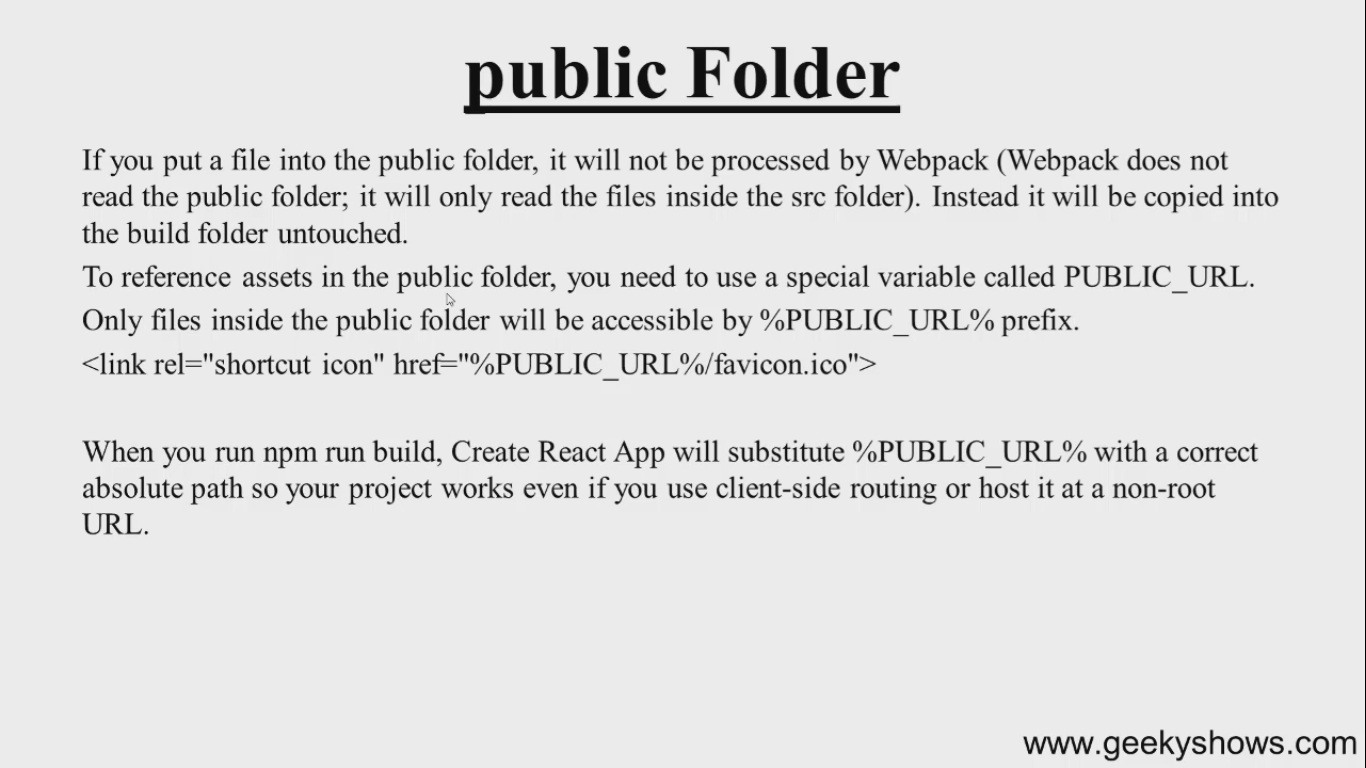 public Folder
If you put a file into the public folder, it will not be processed by Webpack (Webpack does not
read the public folder; it will only read the files inside the src folder). Instead it will be copied into
the build folder untouched.
To reference assets in the public folder, you need to use a special variable called PUBLIC_URL.
Only files inside the public folder will be accessible by %PUBLIC_URL% prefix.
<link rel="shortcut icon" href="%PUBLIC_URL%/favicon.ico">
When you run npm run build, Create React App will substitute %PUBLIC_URL% with a correct
absolute path so your project works even if you use client-side routing or host it at a non-root
URL.
www.geekyshows.com